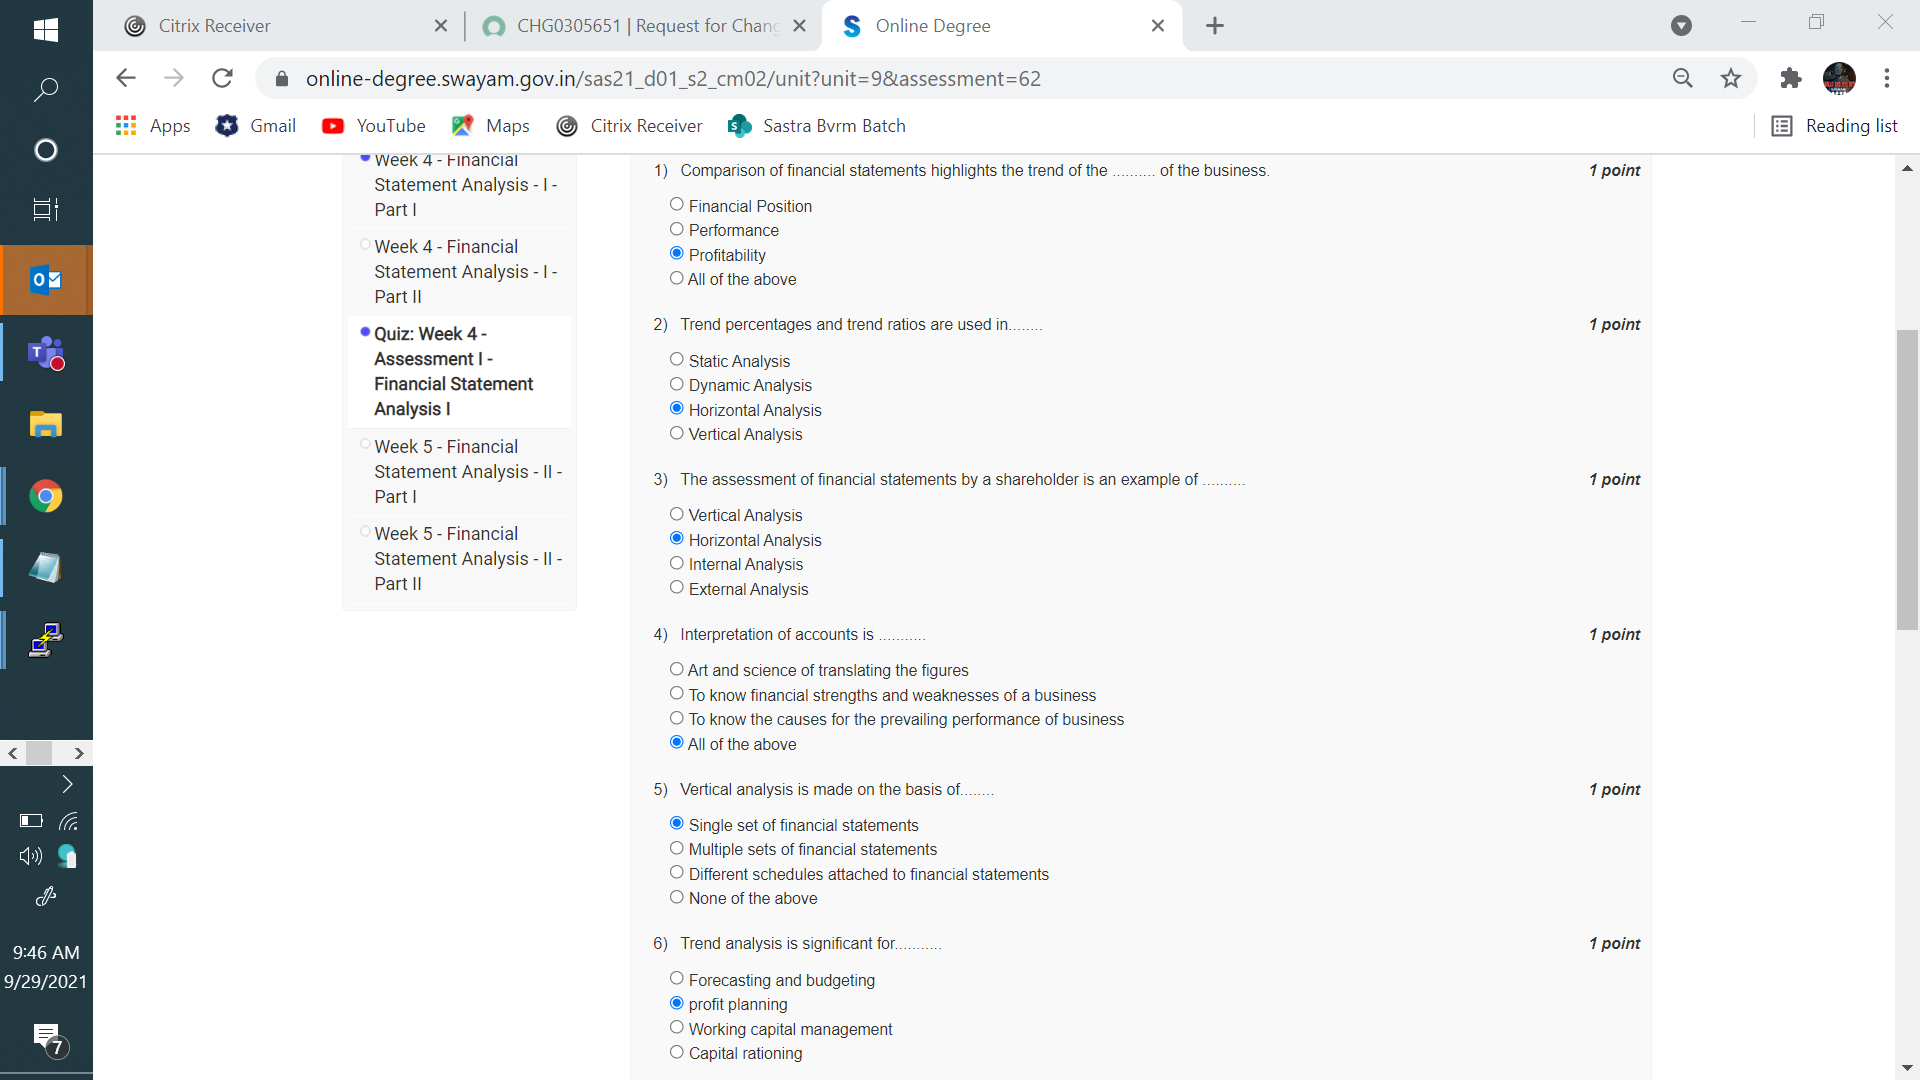 Citrix Receiver
CHG0305651 | Request for Chang
Online Degree
online-degree.swayam.gov.in/sas21_d01_s2_cm02/unit?unit=9&assessment=62
Apps
Gmail
YouTube
Maps
Citrix Receiver
Sastra Bvrm Batch
Reading list
Week 4 - Financial
Statement Analysis - I -
Part I
Week 4 - Financial
Statement Analysis - I -
Part II
Quiz: Week 4 -
Assessment I -
Financial Statement
Analysis I
Week 5 - Financial
Statement Analysis - II -
Part I
Week 5 - Financial
Statement Analysis - II -
Part II
1) Comparison of financial statements highlights the trend of the .......... of the business. 1 point
Financial Position
Performance
Profitability
All of the above
2) Trend percentages and trend ratios are used in........ 1 point
Static Analysis
Dynamic Analysis
Horizontal Analysis
Vertical Analysis
3) The assessment of financial statements by a shareholder is an example of .......... 1 point
Vertical Analysis
Horizontal Analysis
Internal Analysis
External Analysis
4) Interpretation of accounts is ........... 1 point
Art and science of translating the figures
To know financial strengths and weaknesses of a business
To know the causes for the prevailing performance of business
All of the above
5) Vertical analysis is made on the basis of........ 1 point
Single set of financial statements
Multiple sets of financial statements
Different schedules attached to financial statements
None of the above
6) Trend analysis is significant for........... 1 point
Forecasting and budgeting
profit planning
Working capital management
Capital rationing
9:46 AM
9/29/2021
7